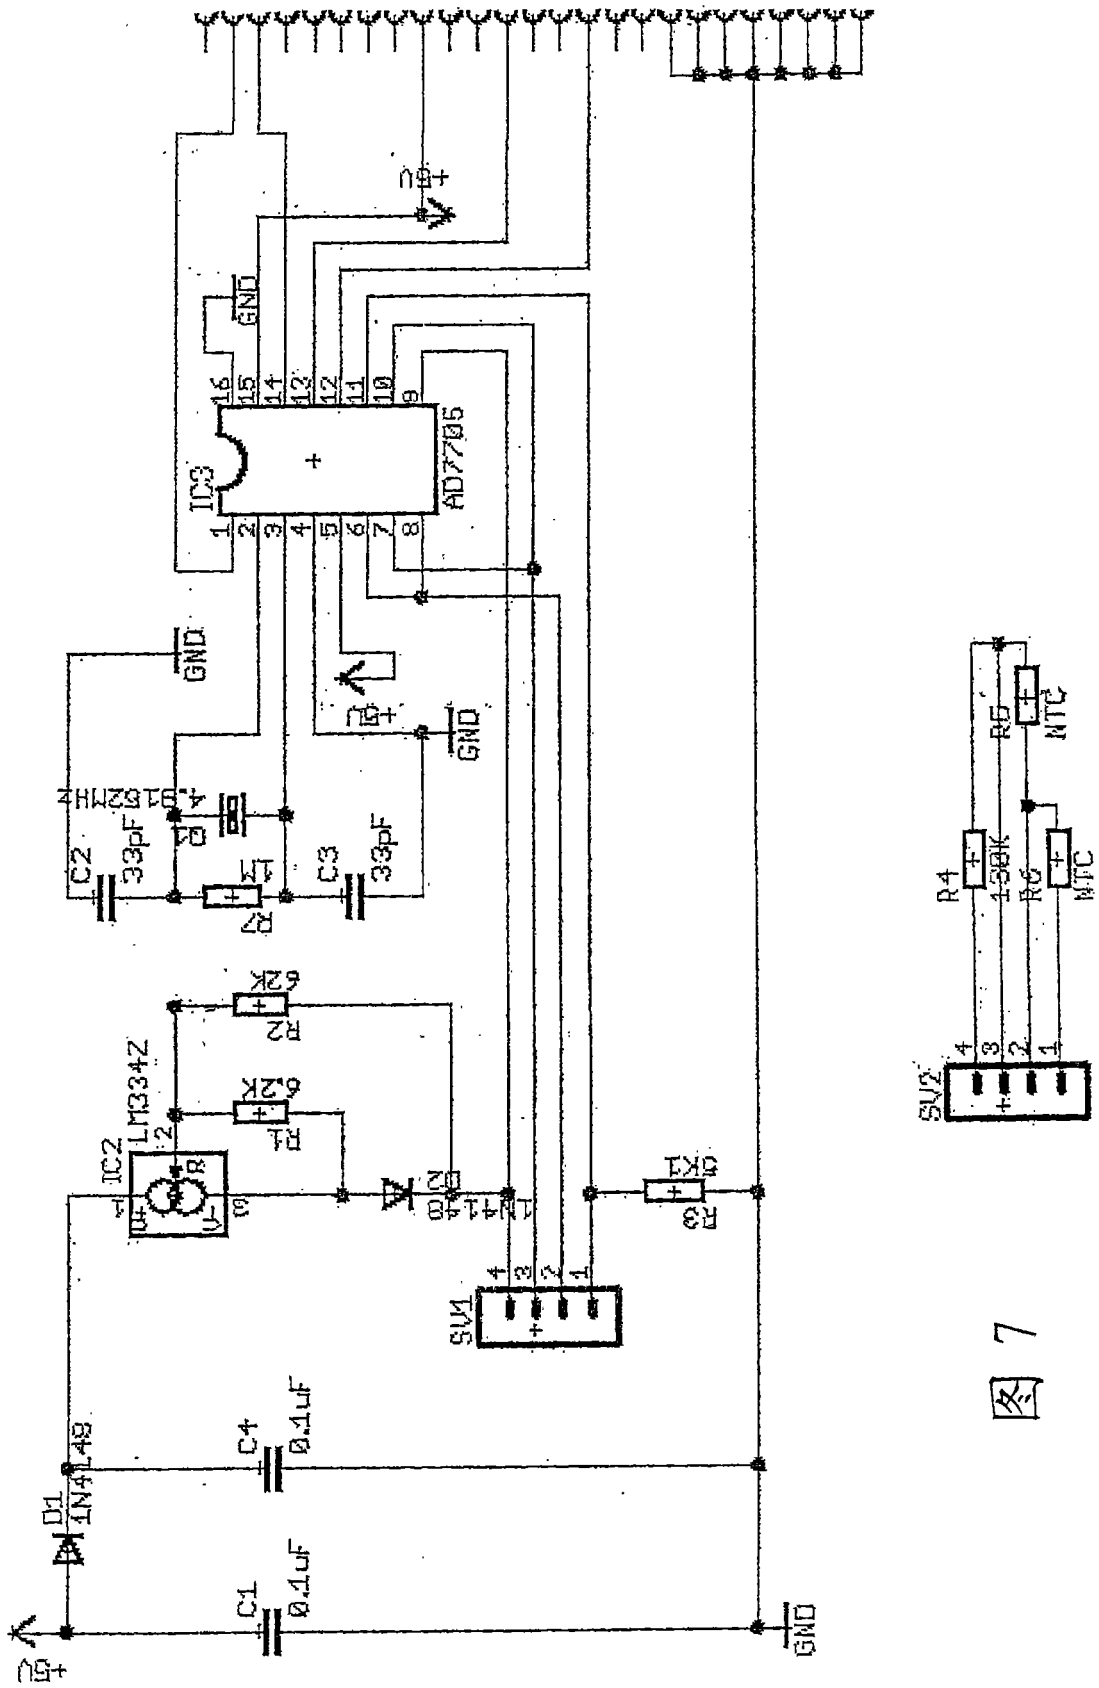 +5V
GND
16
15
14
13
12
11
10
9
IC3
AD7705
1
2
3
4
5
6
7
8
GND
+5V
GND
4.9152MHz
Q1
C2
33pF
1M
R7
C3
33pF
62K
R2
6.2K
R1
IC2
LM334Z
2
R
1
V+
V-
3
D2
1N4148
5K1
R3
SV1
4
3
2
1
C4
0.1uF
D1
1N4148
C1
0.1uF
+5V
GND
R5
NTC
R4
130K
R6
NTC
SV2
4
3
2
1
图 7